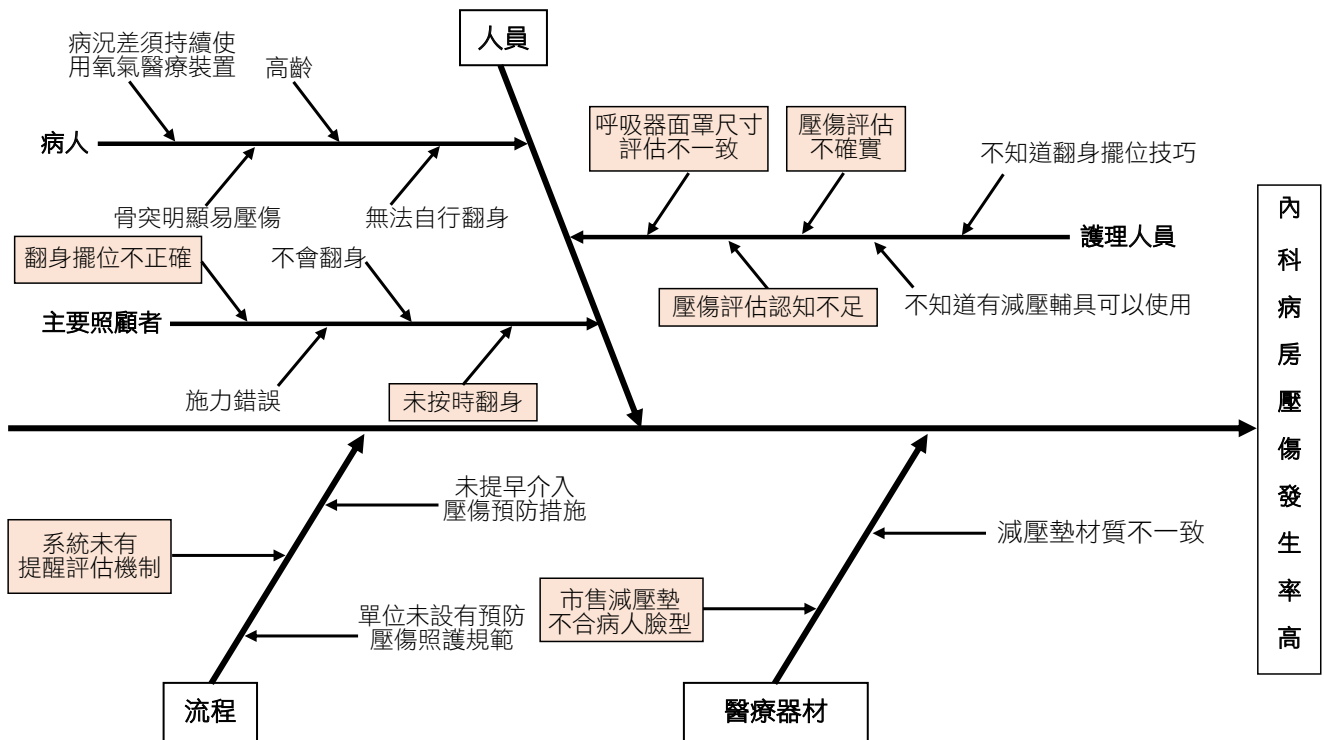 人員
病況差須持續使
用氧氣醫療裝置
高齡
病人
骨突明顯易壓傷
無法自行翻身
呼吸器面罩尺寸
評估不一致
壓傷評估
不確實
不知道翻身擺位技巧
護理人員
壓傷評估認知不足
不知道有減壓輔具可以使用
翻身擺位不正確
不會翻身
主要照顧者
施力錯誤
未按時翻身
內
科
病
房
壓
傷
發
生
率
高
未提早介入
壓傷預防措施
系統未有
提醒評估機制
單位未設有預防
壓傷照護規範
流程
減壓墊材質不一致
市售減壓墊
不合病人臉型
醫療器材